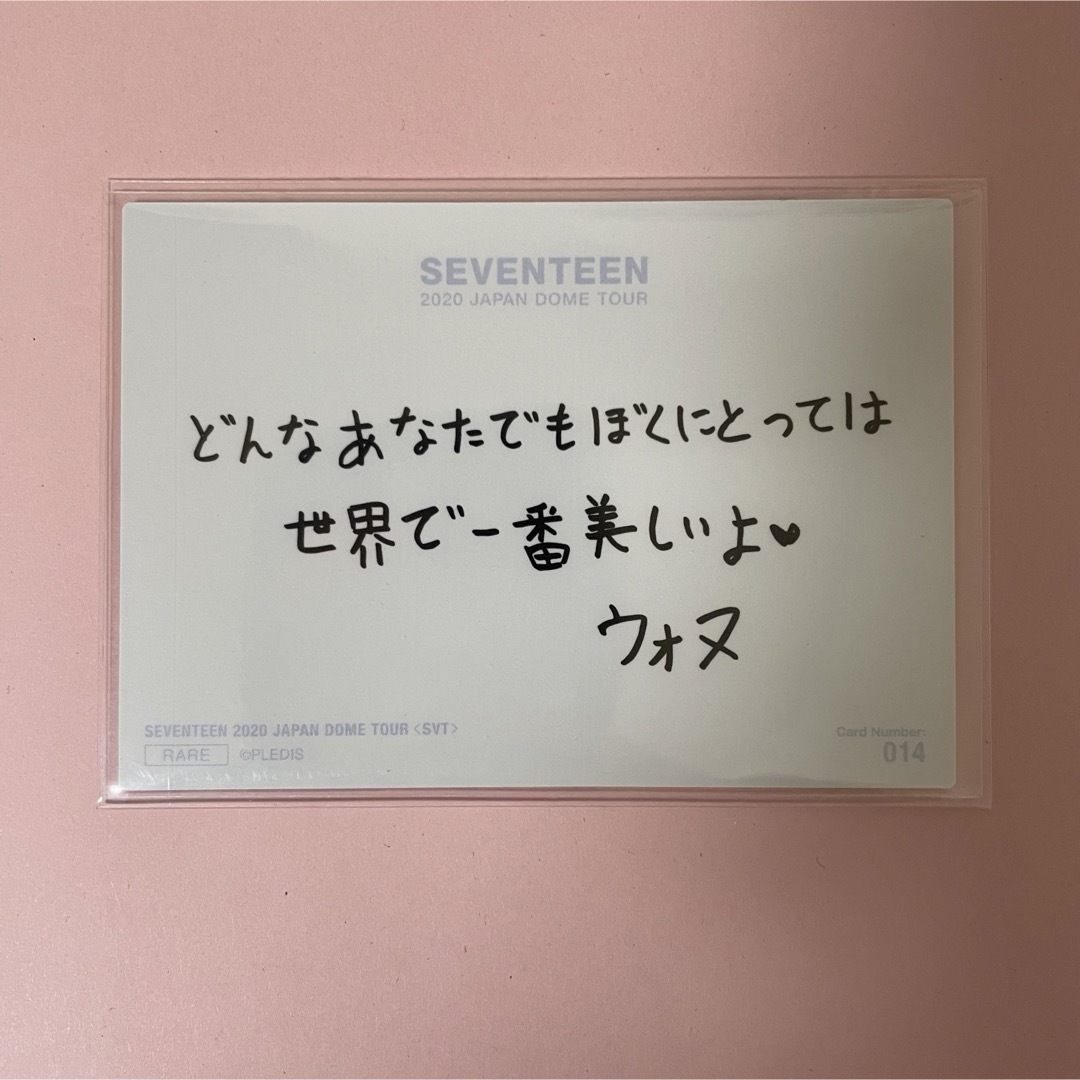 SEVENTEEN
2020 JAPAN DOME TOUR
どんなあなたでもぼくにとっては
世界で一番美しいよ♥
ウォヌ
SEVENTEEN 2020 JAPAN DOME TOUR〈SVT〉
RARE ©PLEDIS
Card Number:
014